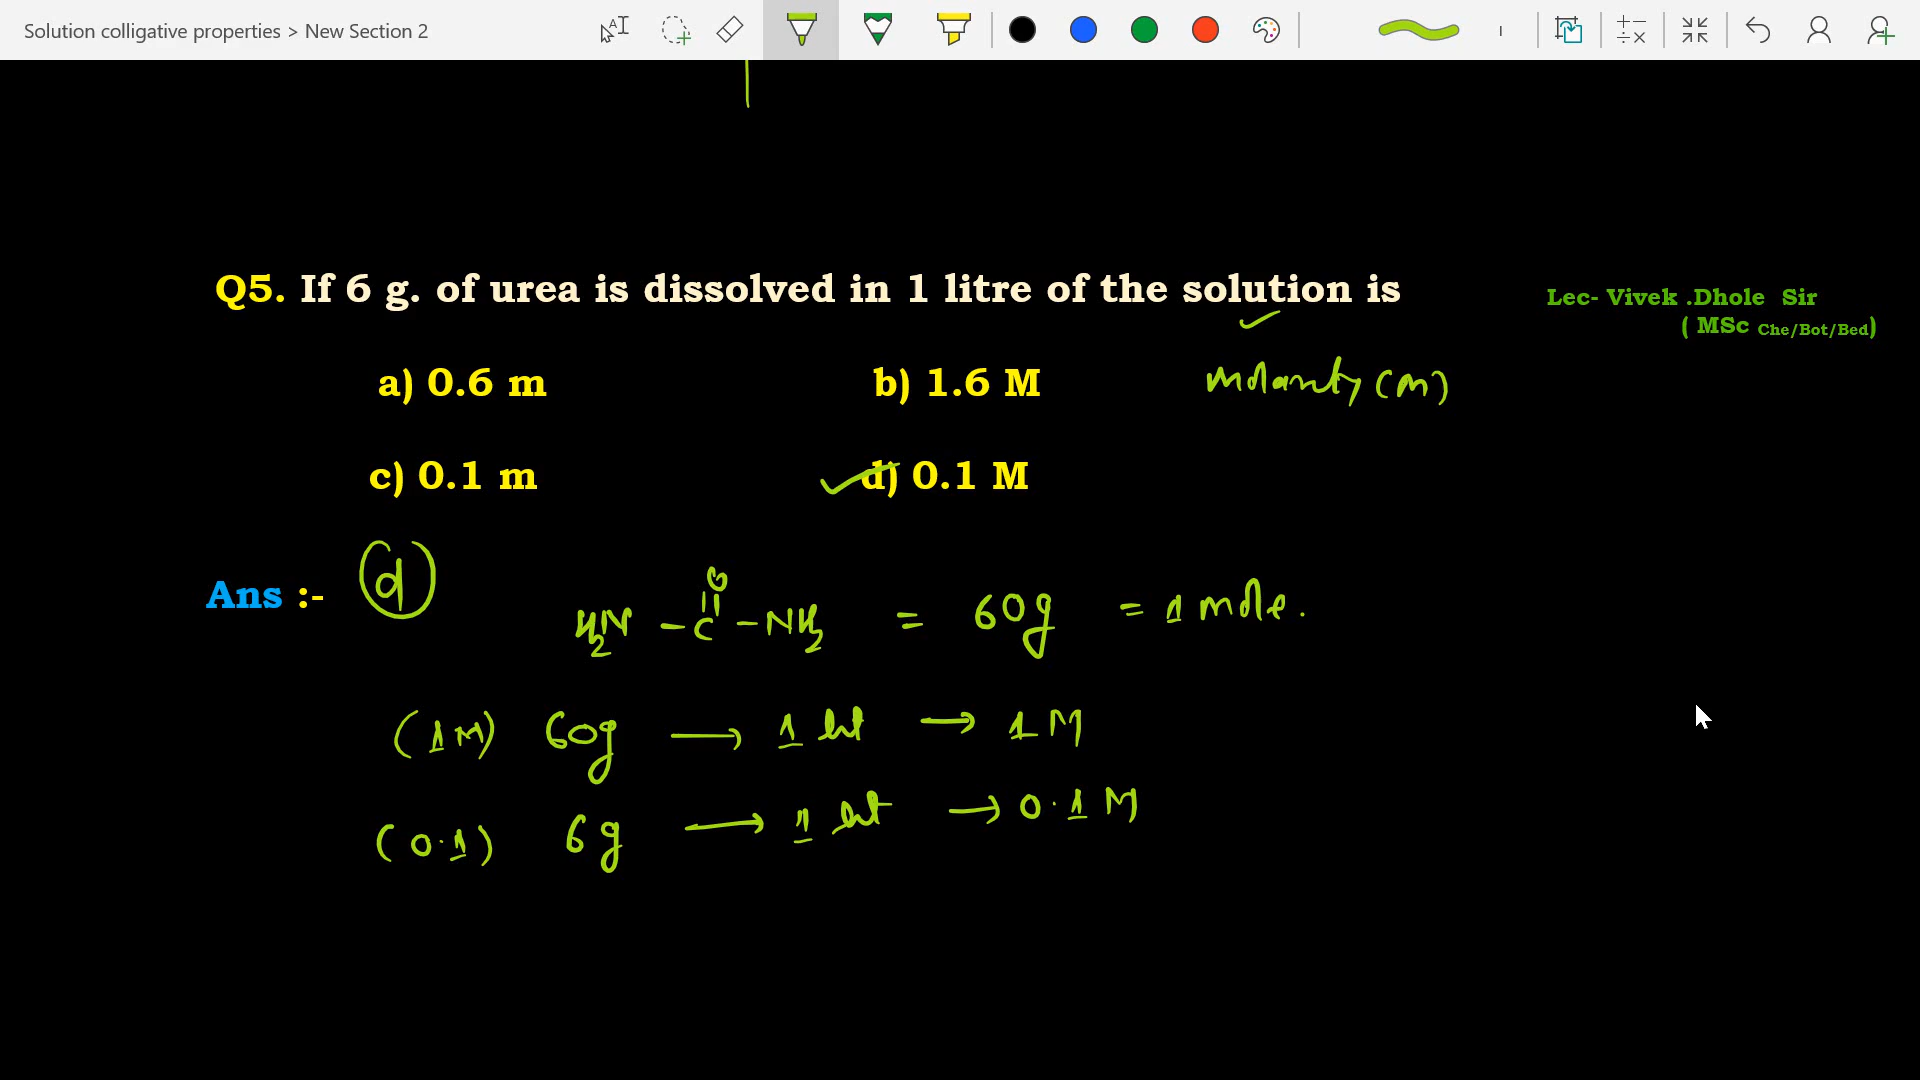 Solution colligative properties > New Section 2
Q5. If 6 g. of urea is dissolved in 1 litre of the solution is
Lec- Vivek .Dhole Sir
( MSc Che/Bot/Bed)
a) 0.6 m
b) 1.6 M
molarity (m)
c) 0.1 m
d) 0.1 M
Ans :- d
O
H2N - C - NH2 = 60g = 1 mole.
(1M) 60g → 1 lit → 1 M
(0.1) 6g → 1 lit → 0.1 M